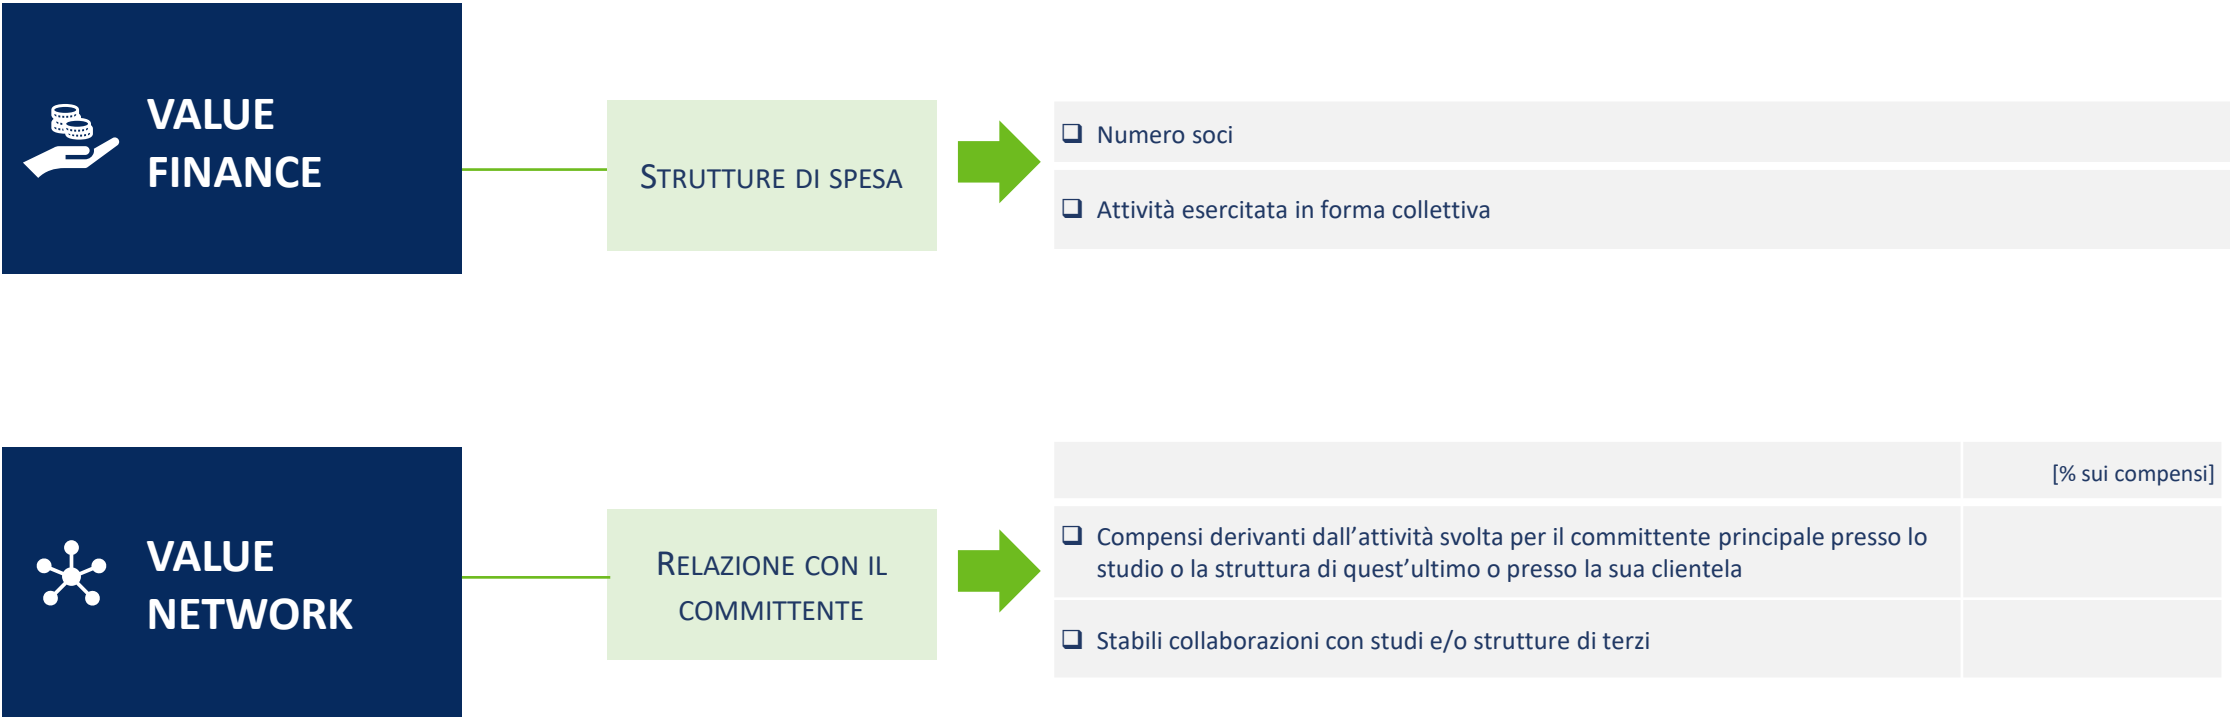 VALUE
FINANCE
STRUTTURE DI SPESA
❑ Numero soci
❑ Attività esercitata in forma collettiva
VALUE
NETWORK
RELAZIONE CON IL
COMMITTENTE
[% sui compensi]
❑ Compensi derivanti dall’attività svolta per il committente principale presso lo
studio o la struttura di quest’ultimo o presso la sua clientela
❑ Stabili collaborazioni con studi e/o strutture di terzi